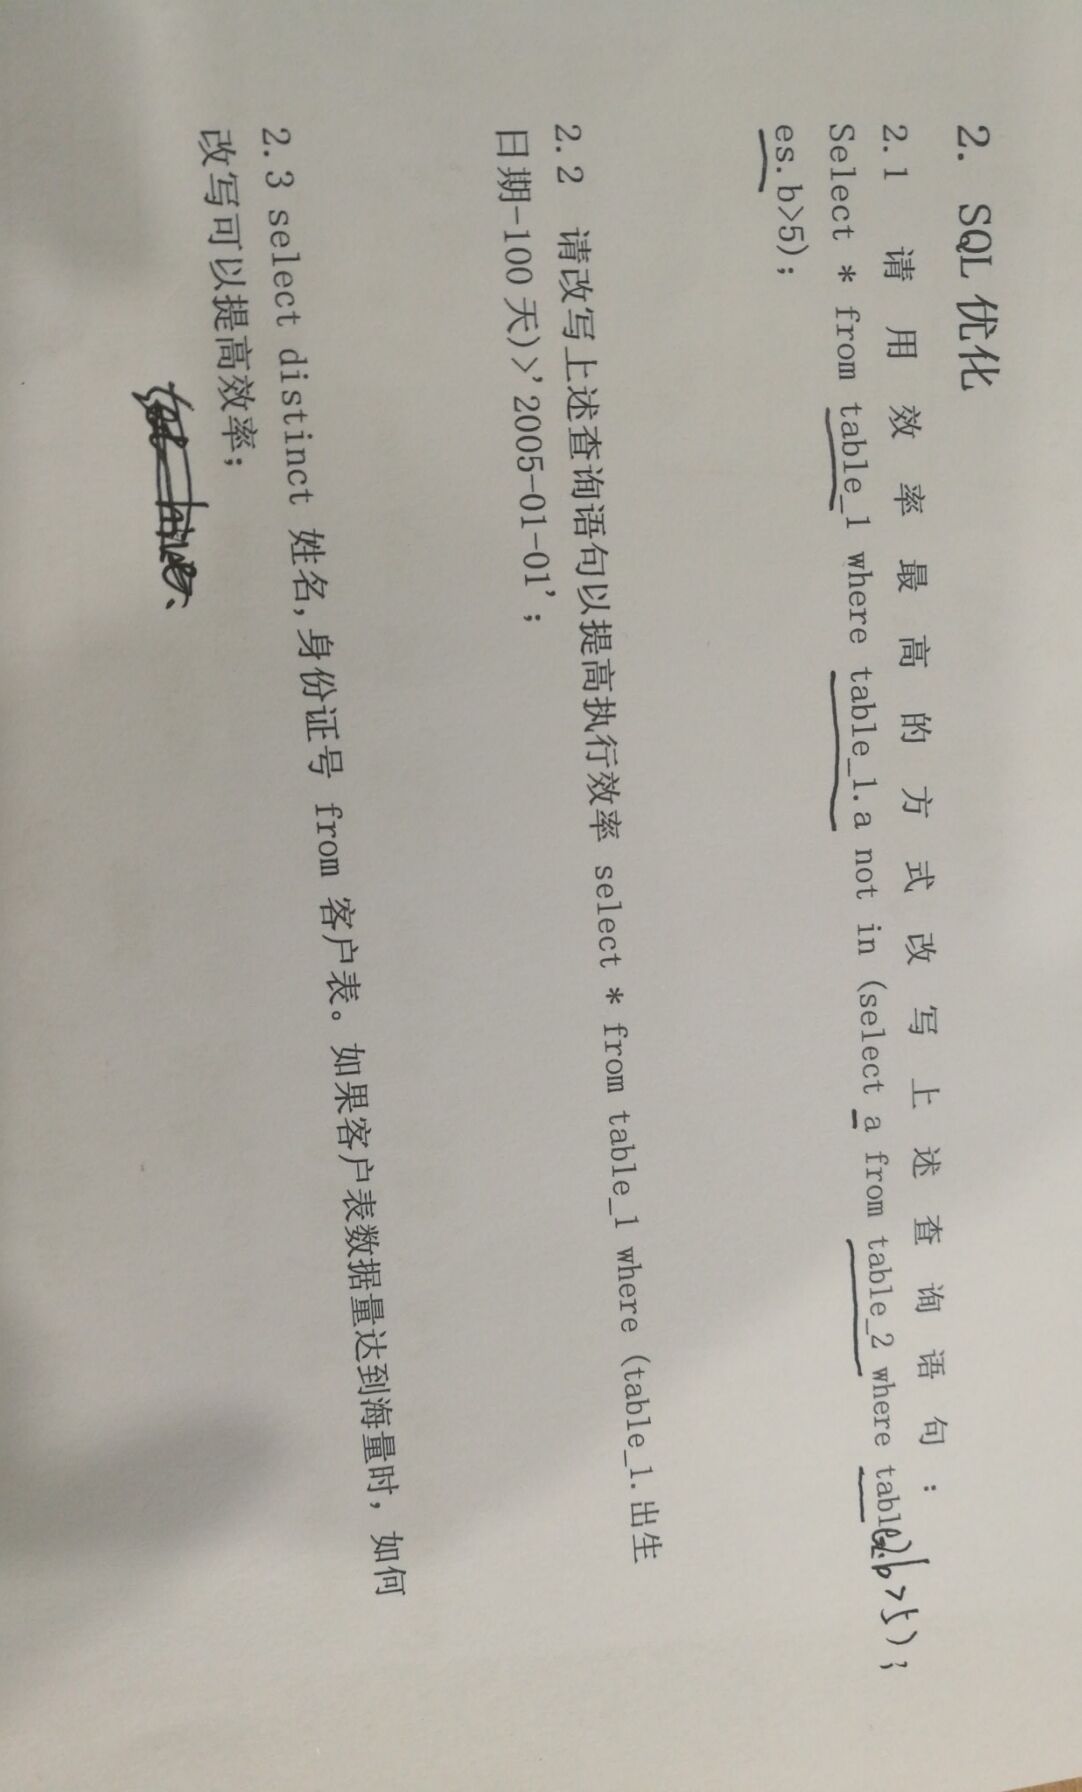 2. SQL 优化
2.1 请用效率最高的方式改写上述查询语句：
Select * from table_1 where table_1.a not in (select a from table_2 where tabl 2.b>5);
es.b>5);
2.2 请改写上述查询语句以提高执行效率 select * from table_1 where (table_1.出生
日期-100天)>'2005-01-01';
2.3 select distinct 姓名,身份证号 from 客户表。如果客户表数据量达到海量时，如何
改写可以提高效率;